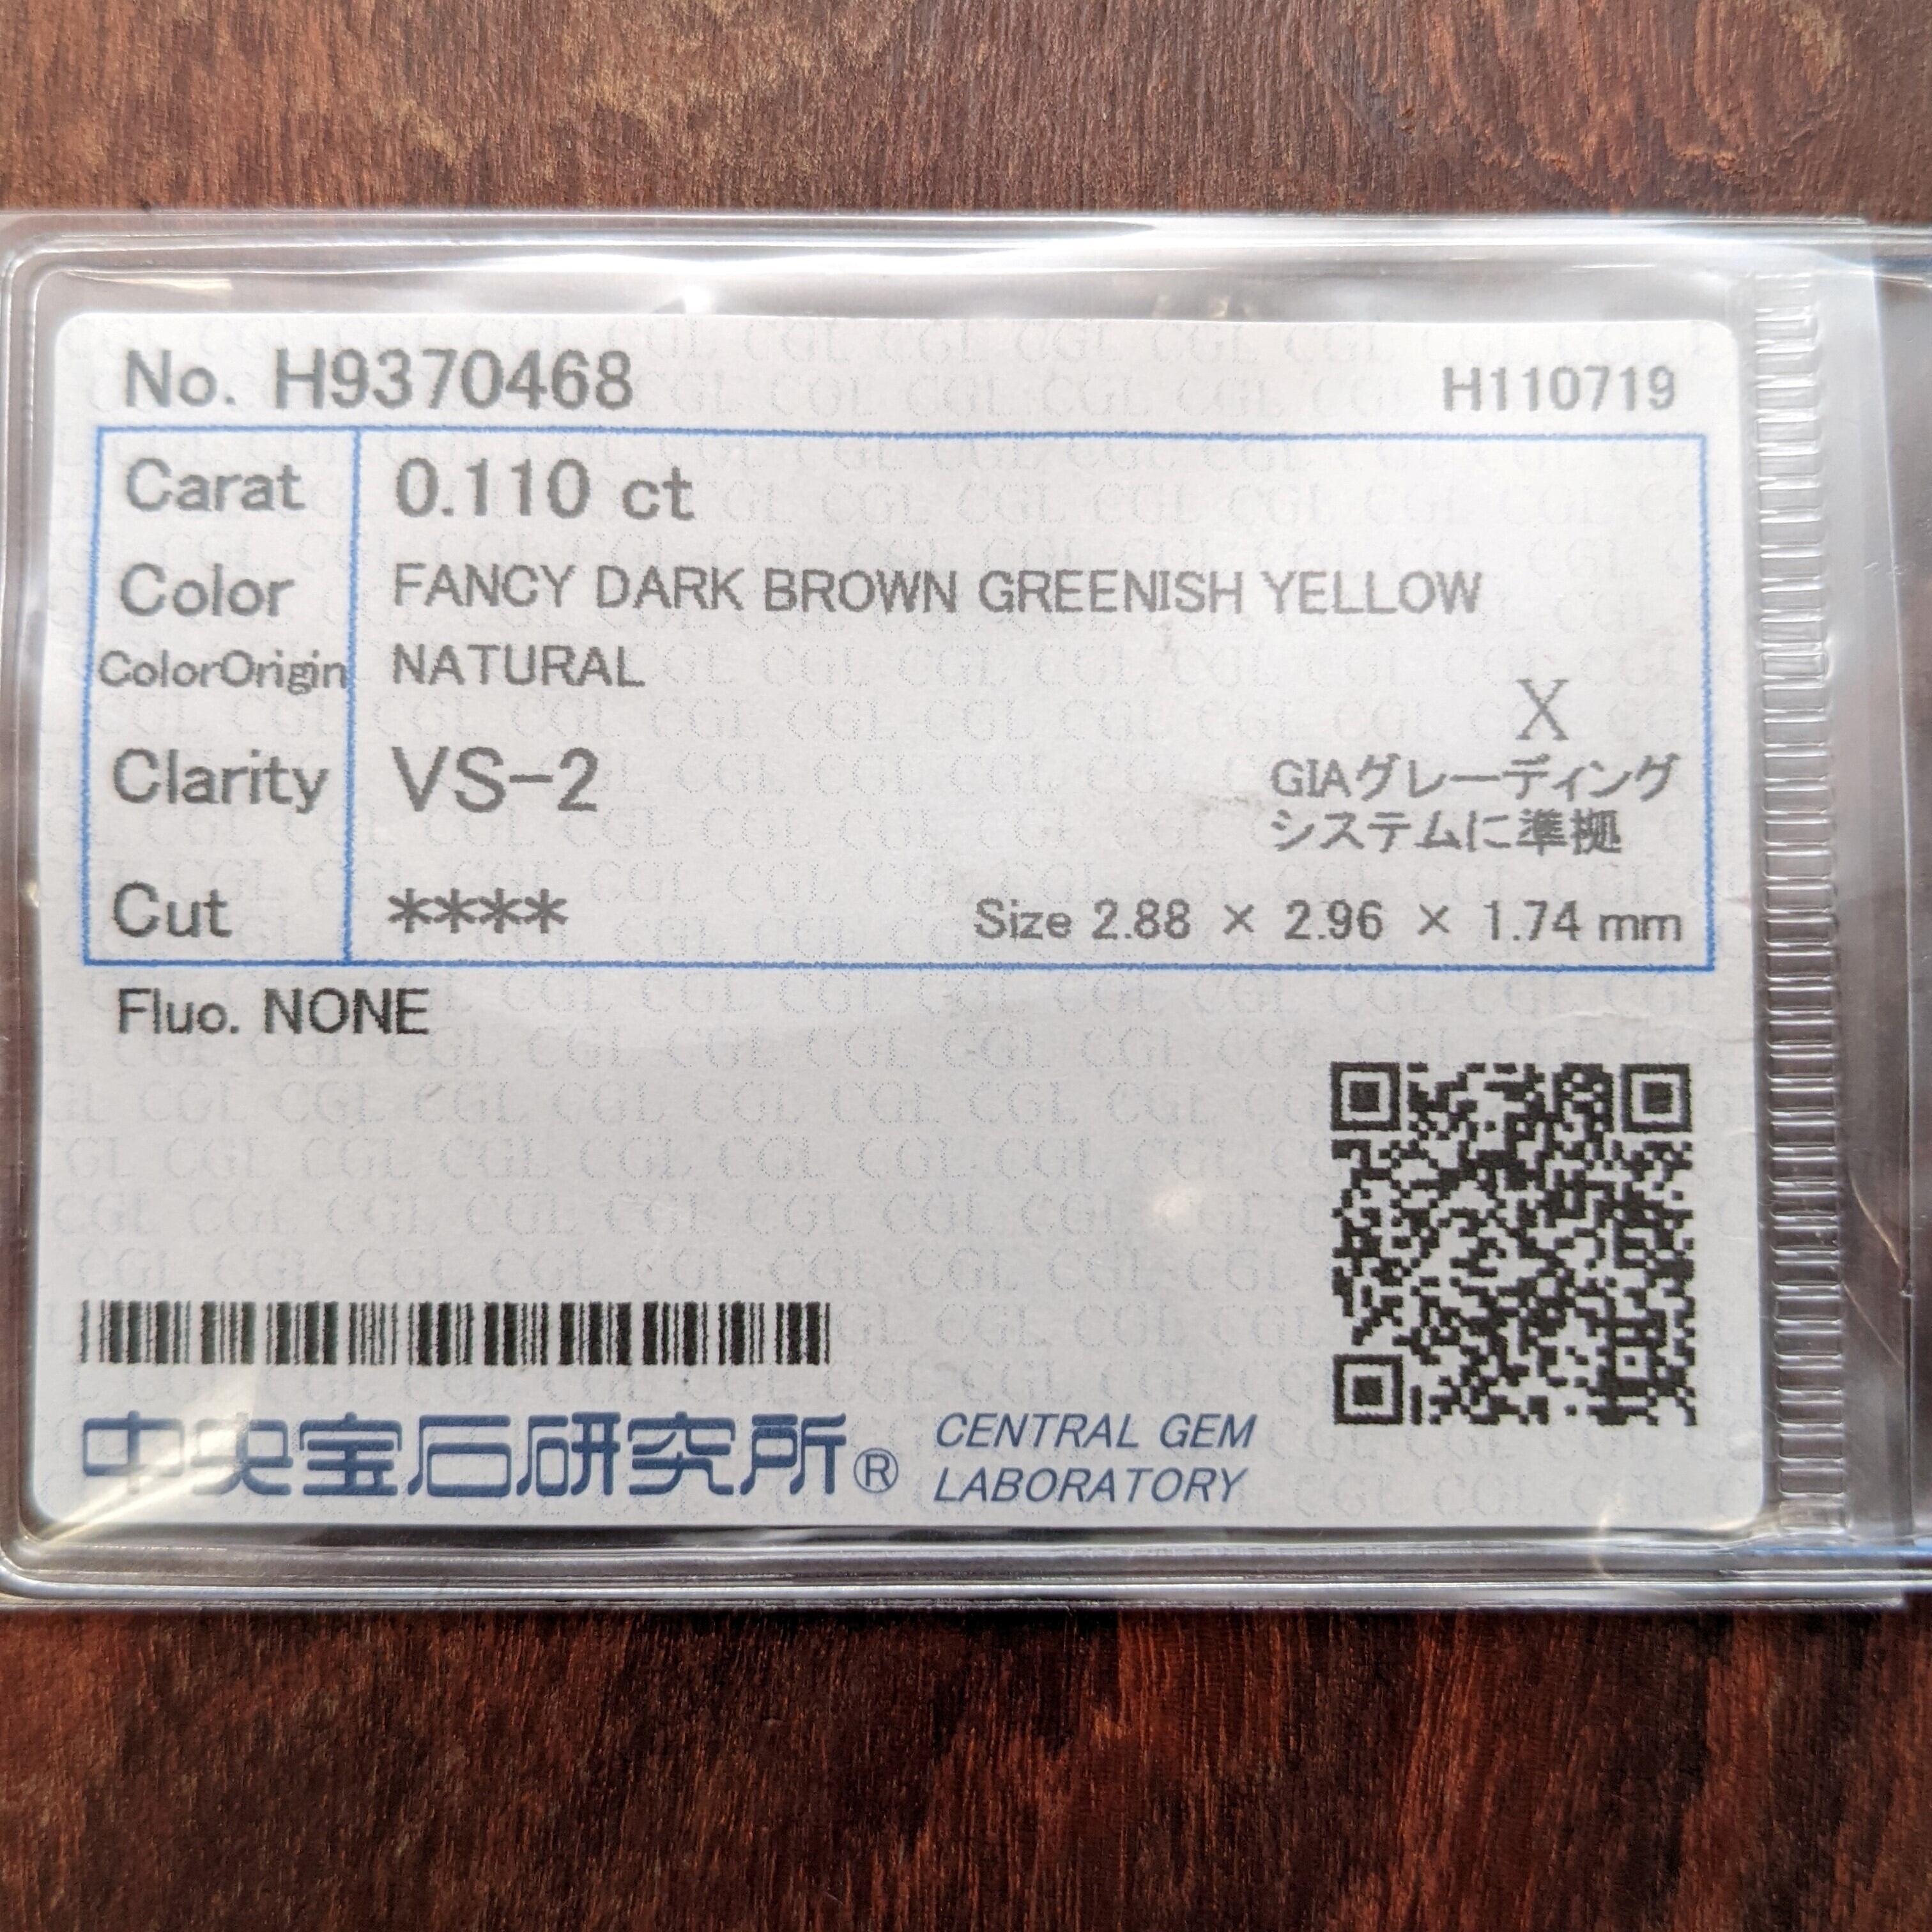 No. H9370468 H110719
Carat 0.110 ct
Color FANCY DARK BROWN GREENISH YELLOW
ColorOrigin NATURAL
X
Clarity VS-2 GIAグレーディング
システムに準拠
Cut **** Size 2.88 × 2.96 × 1.74 mm
Fluo. NONE
中央宝石研究所® CENTRAL GEM
LABORATORY